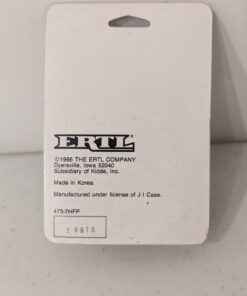 ERTL
©1986 THE ERTL COMPANY
Dyersville, Iowa 52040
Subsidiary of Kidde, Inc.
Made in Korea
Manufactured under license of J I Case.